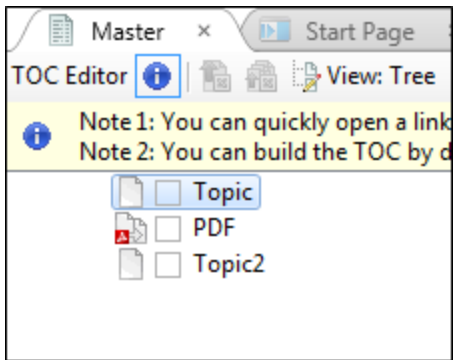 Master × Start Page
TOC Editor View: Tree
Note 1: You can quickly open a link
Note 2: You can build the TOC by d
Topic
PDF
Topic2